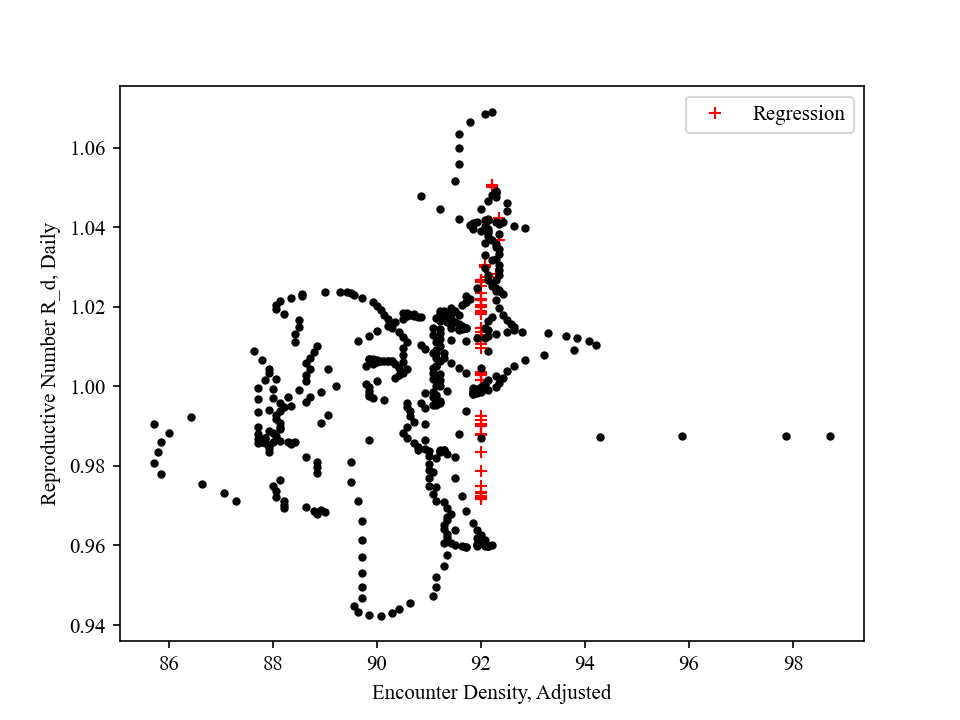 Regression
1.06
1.04
1.02
1.00
0.98
0.96
0.94
Reproductive Number R_d, Daily
86 88 90 92 94 96 98
Encounter Density, Adjusted